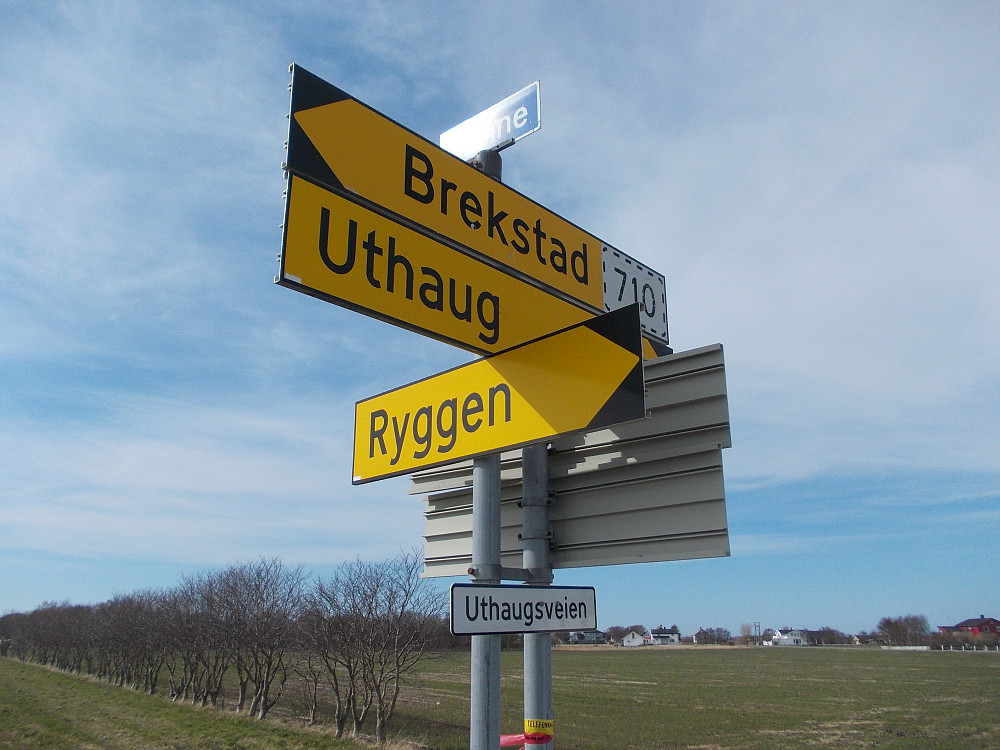 Brekstad 710
Uthaug
Ryggen
Uthaugsveien